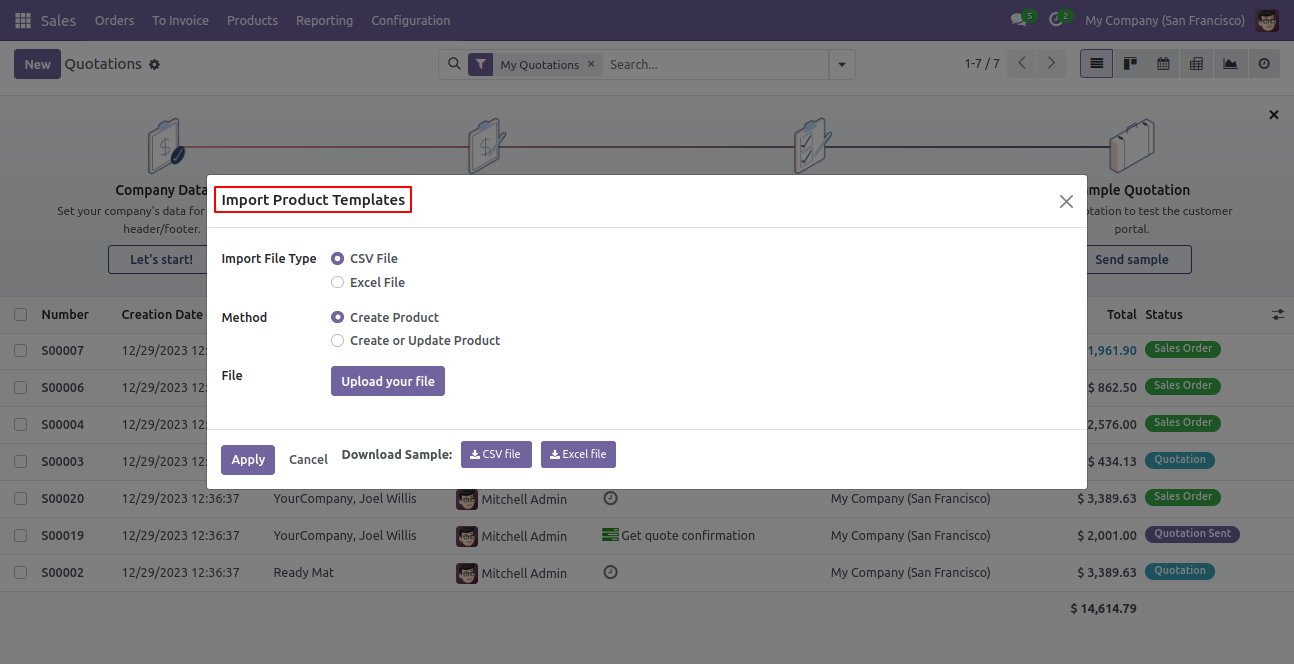 Sales Orders To Invoice Products Reporting Configuration 5 2 My Company (San Francisco)
New Quotations My Quotations × Search... 1-7 / 7
Company Data mple Quotation
Set your company's data for otation to test the customer
header/footer. portal.
Let's start! Send sample
Import Product Templates
Import File Type CSV File
Excel File
Method Create Product
Create or Update Product
File Upload your file
Apply Cancel Download Sample: CSV file Excel file
Number Creation Date Total Status
S00007 12/29/2023 12: 1,961.90 Sales Order
S00006 12/29/2023 12: $ 862.50 Sales Order
S00004 12/29/2023 12: 2,576.00 Sales Order
S00003 12/29/2023 12: $ 434.13 Quotation
S00020 12/29/2023 12:36:37 YourCompany, Joel Willis Mitchell Admin My Company (San Francisco) $ 3,389.63 Sales Order
S00019 12/29/2023 12:36:37 YourCompany, Joel Willis Mitchell Admin Get quote confirmation My Company (San Francisco) $ 2,001.00 Quotation Sent
S00002 12/29/2023 12:36:37 Ready Mat Mitchell Admin My Company (San Francisco) $ 3,389.63 Quotation
$ 14,614.79